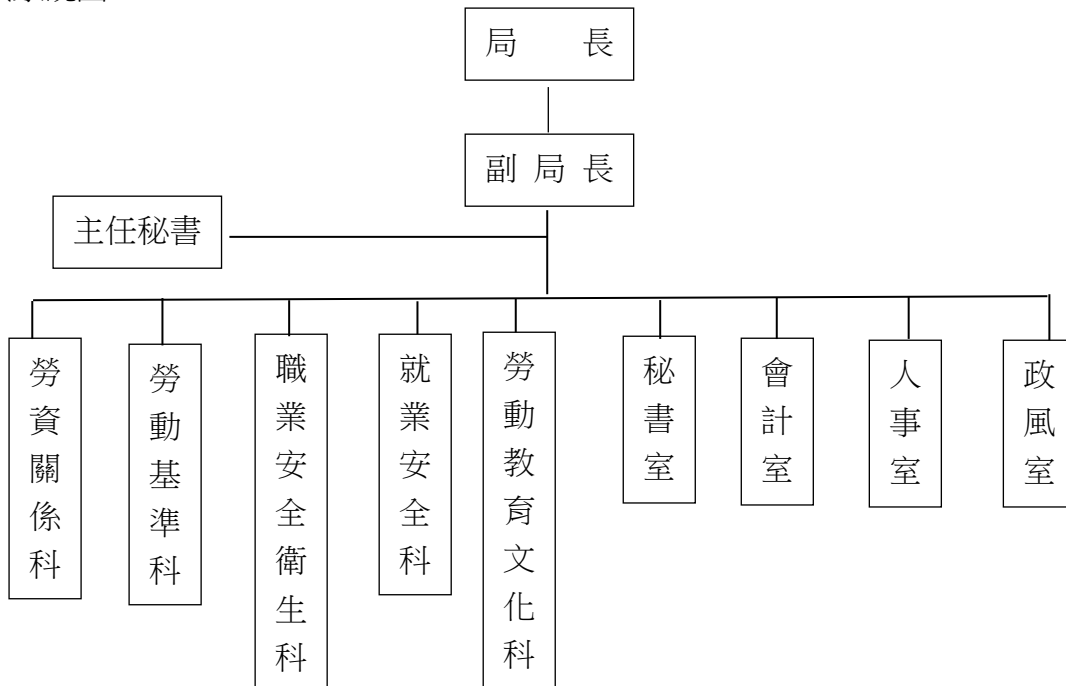 局長
副局長
主任秘書
勞資關係科
勞動基準科
職業安全衛生科
就業安全科
勞動教育文化科
秘書室
會計室
人事室
政風室